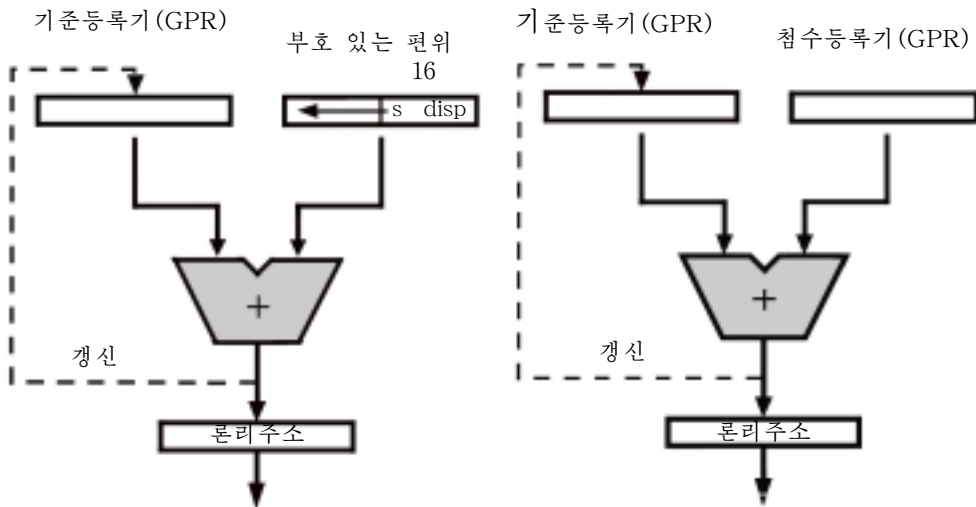 기준등록기(GPR)
부호 있는 편위
16
s disp
+
갱신
론리주소
기준등록기(GPR)
첨수등록기(GPR)
+
갱신
론리주소